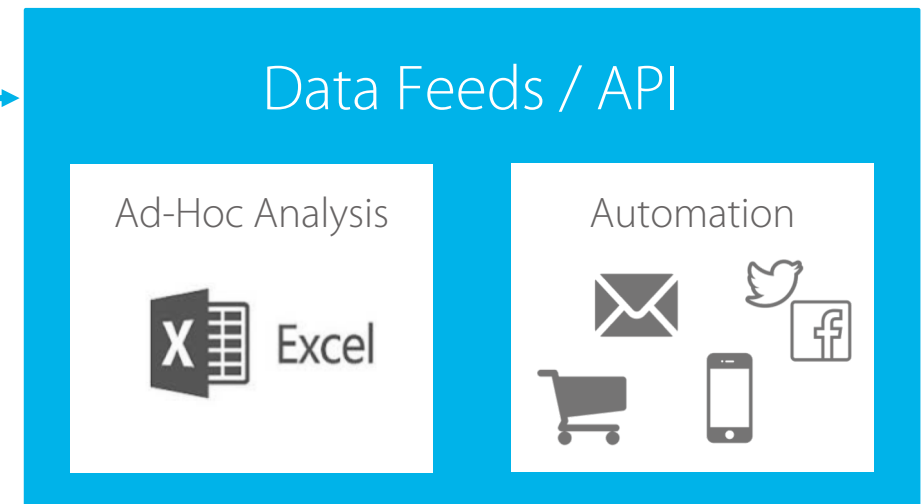 Data Feeds / API
Ad-Hoc Analysis
Automation
X Excel
f